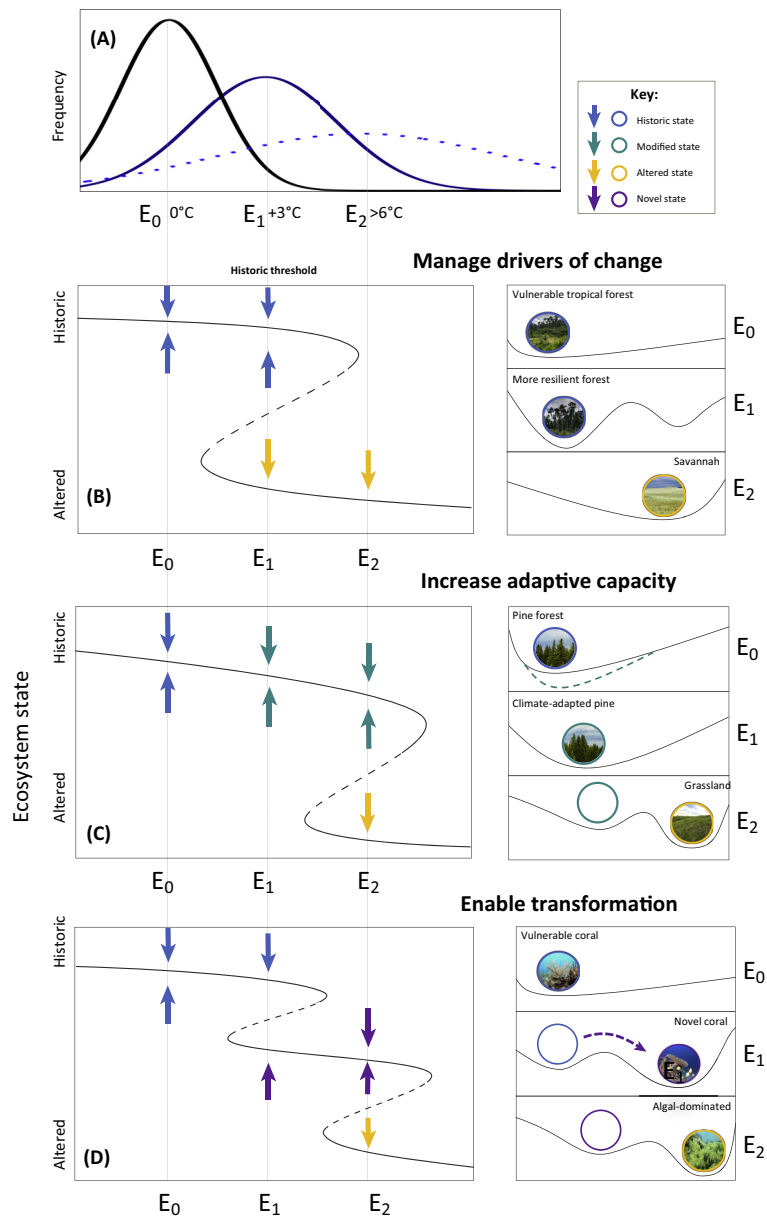 (A)
Frequency
E0 0°C
E1 +3°C
E2 >6°C
Key:
Historic state
Modified state
Altered state
Novel state
Manage drivers of change
Historic threshold
Historic
Altered
(B)
E0
E1
E2
Vulnerable tropical forest
E0
More resilient forest
E1
Savannah
E2
Increase adaptive capacity
Ecosystem state
Historic
Altered
(C)
E0
E1
E2
Pine forest
E0
Climate-adapted pine
E1
Grassland
E2
Enable transformation
Historic
Altered
(D)
E0
E1
E2
Vulnerable coral
E0
Novel coral
E1
Algal-dominated
E2